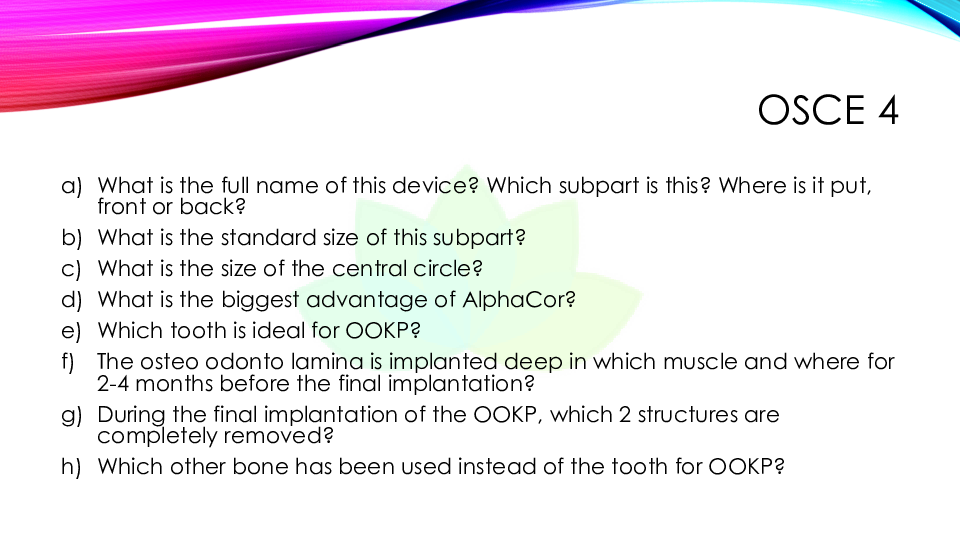 OSCE 4
a) What is the full name of this device? Which subpart is this? Where is it put,
front or back?
b) What is the standard size of this subpart?
c) What is the size of the central circle?
d) What is the biggest advantage of AlphaCor?
e) Which tooth is ideal for OOKP?
f) The osteo odonto lamina is implanted deep in which muscle and where for
2-4 months before the final implantation?
g) During the final implantation of the OOKP, which 2 structures are
completely removed?
h) Which other bone has been used instead of the tooth for OOKP?